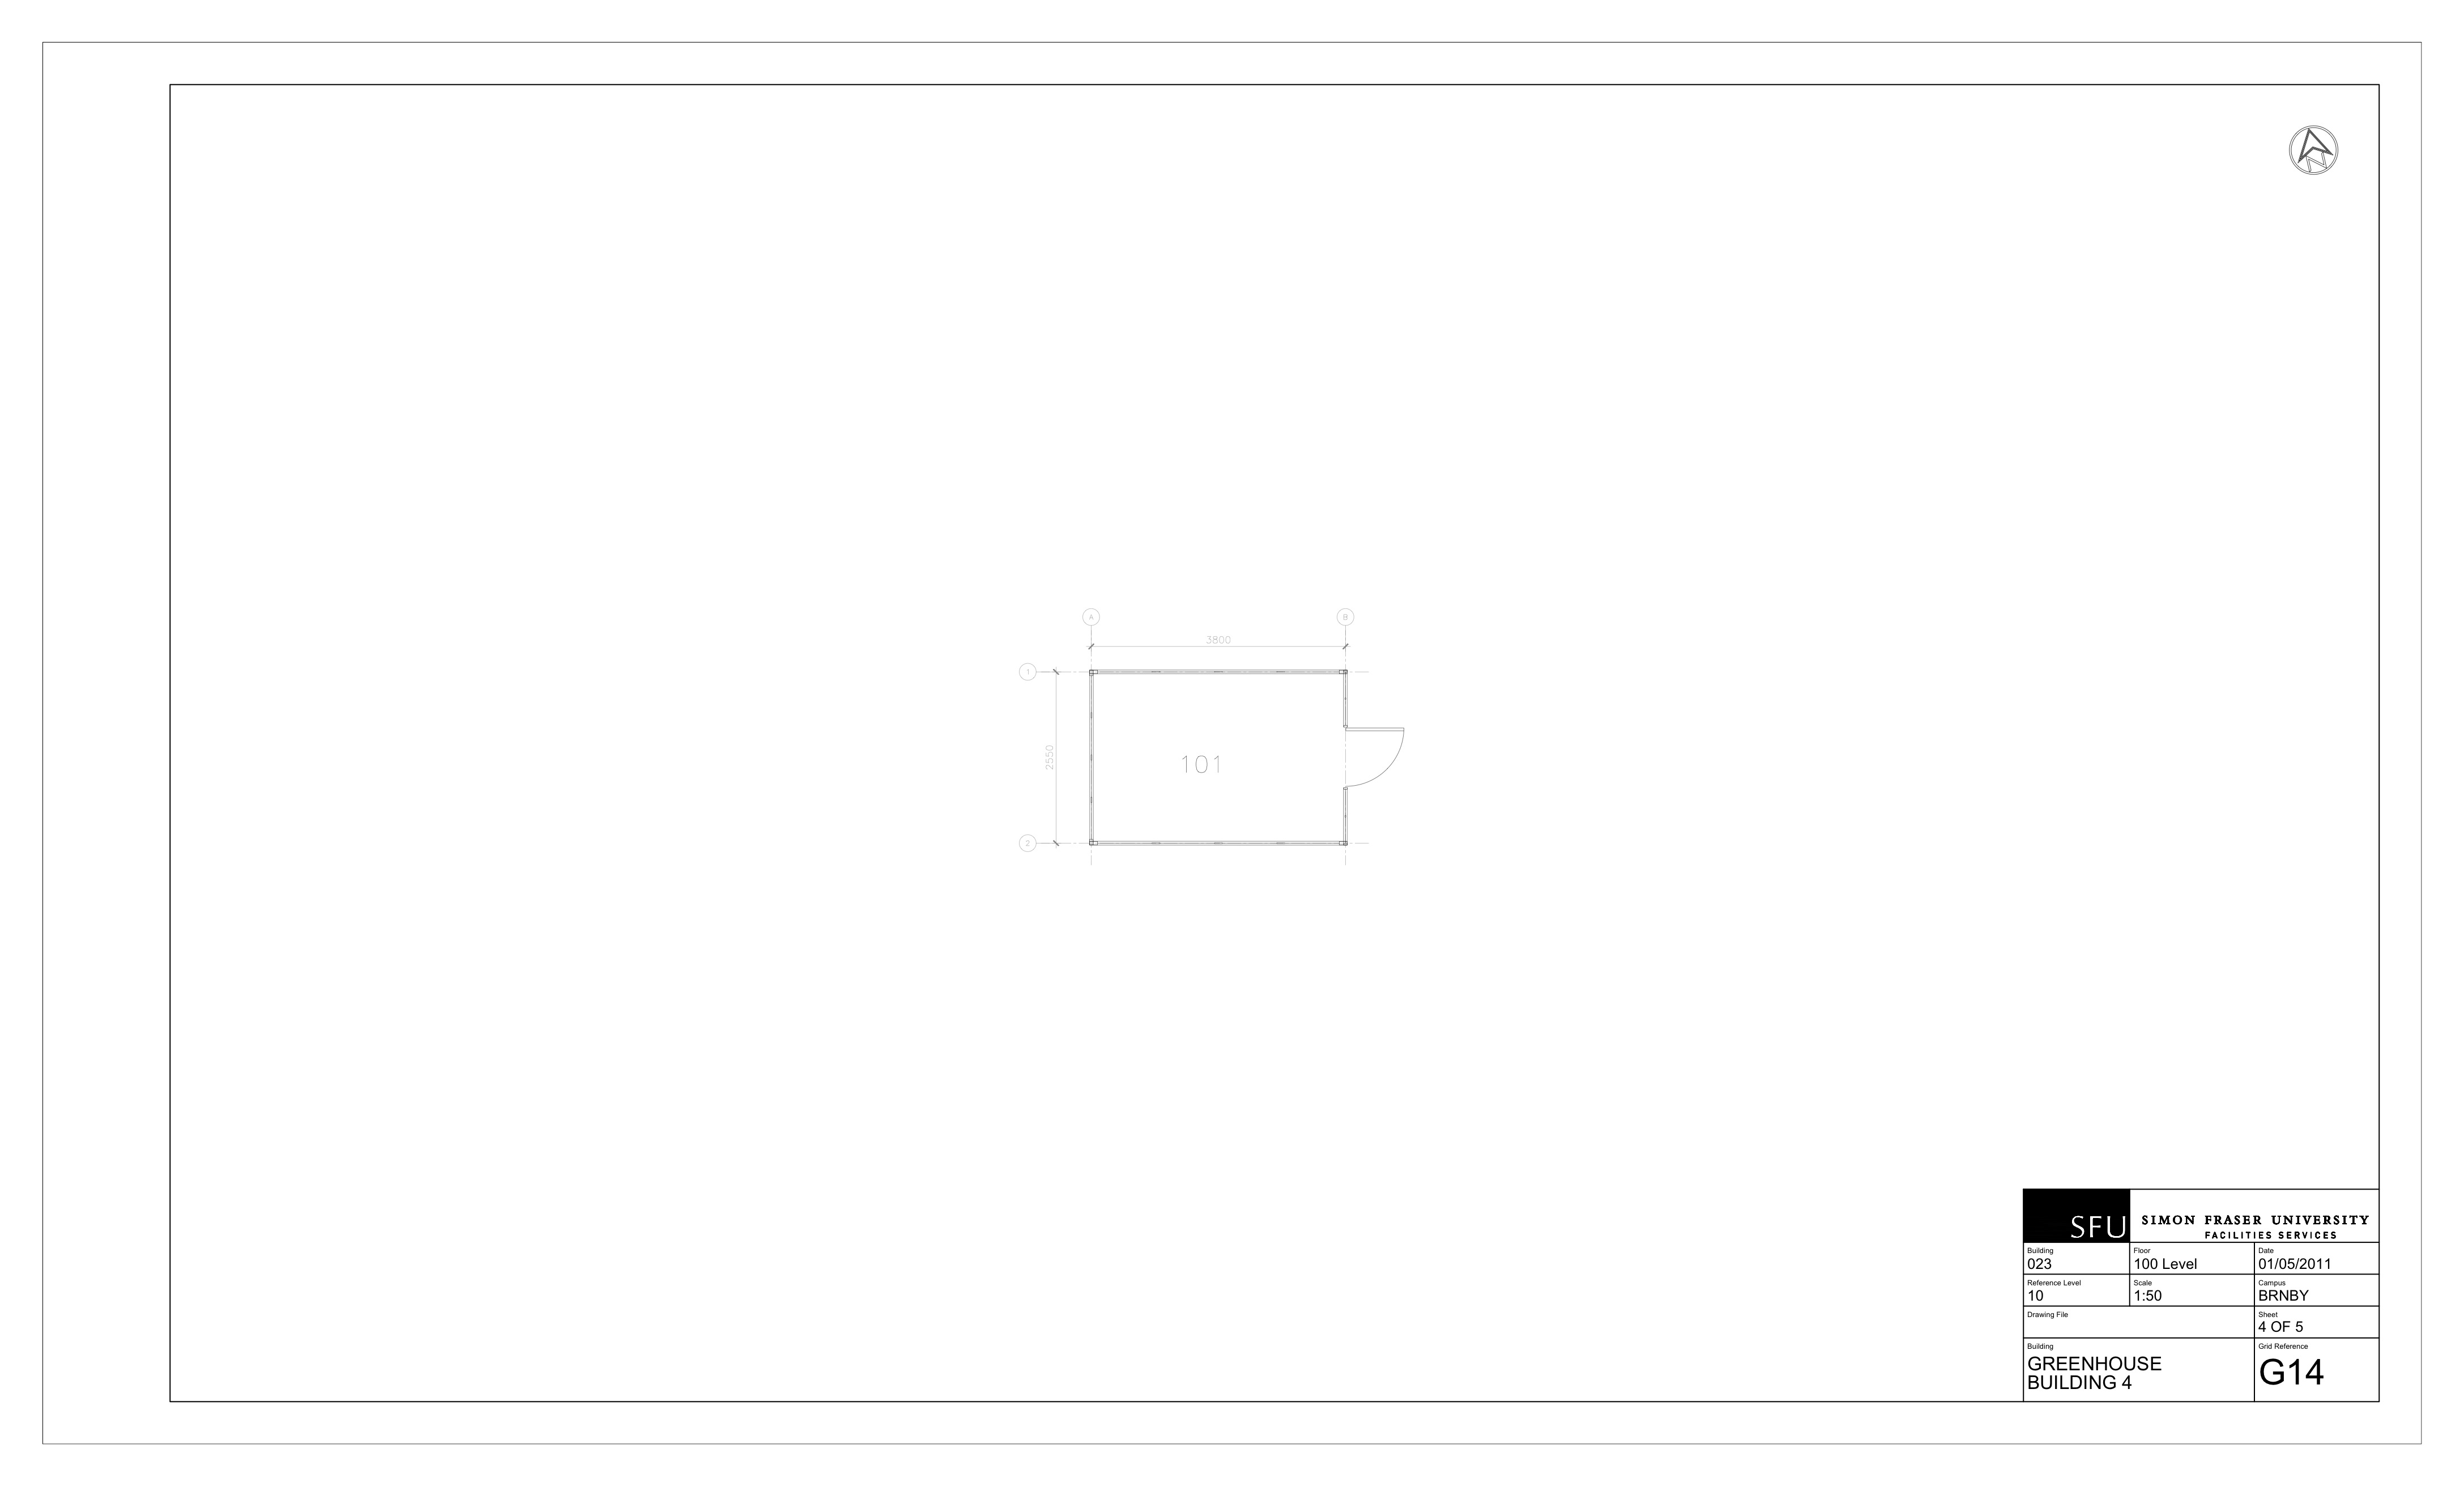 N
A
B
3800
1
2550
101
2
SFU
SIMON FRASER UNIVERSITY
FACILITIES SERVICES
Building
023
Floor
100 Level
Date
01/05/2011
Reference Level
10
Scale
1:50
Campus
BRNBY
Drawing File
Sheet
4 OF 5
Building
GREENHOUSE
BUILDING 4
Grid Reference
G14